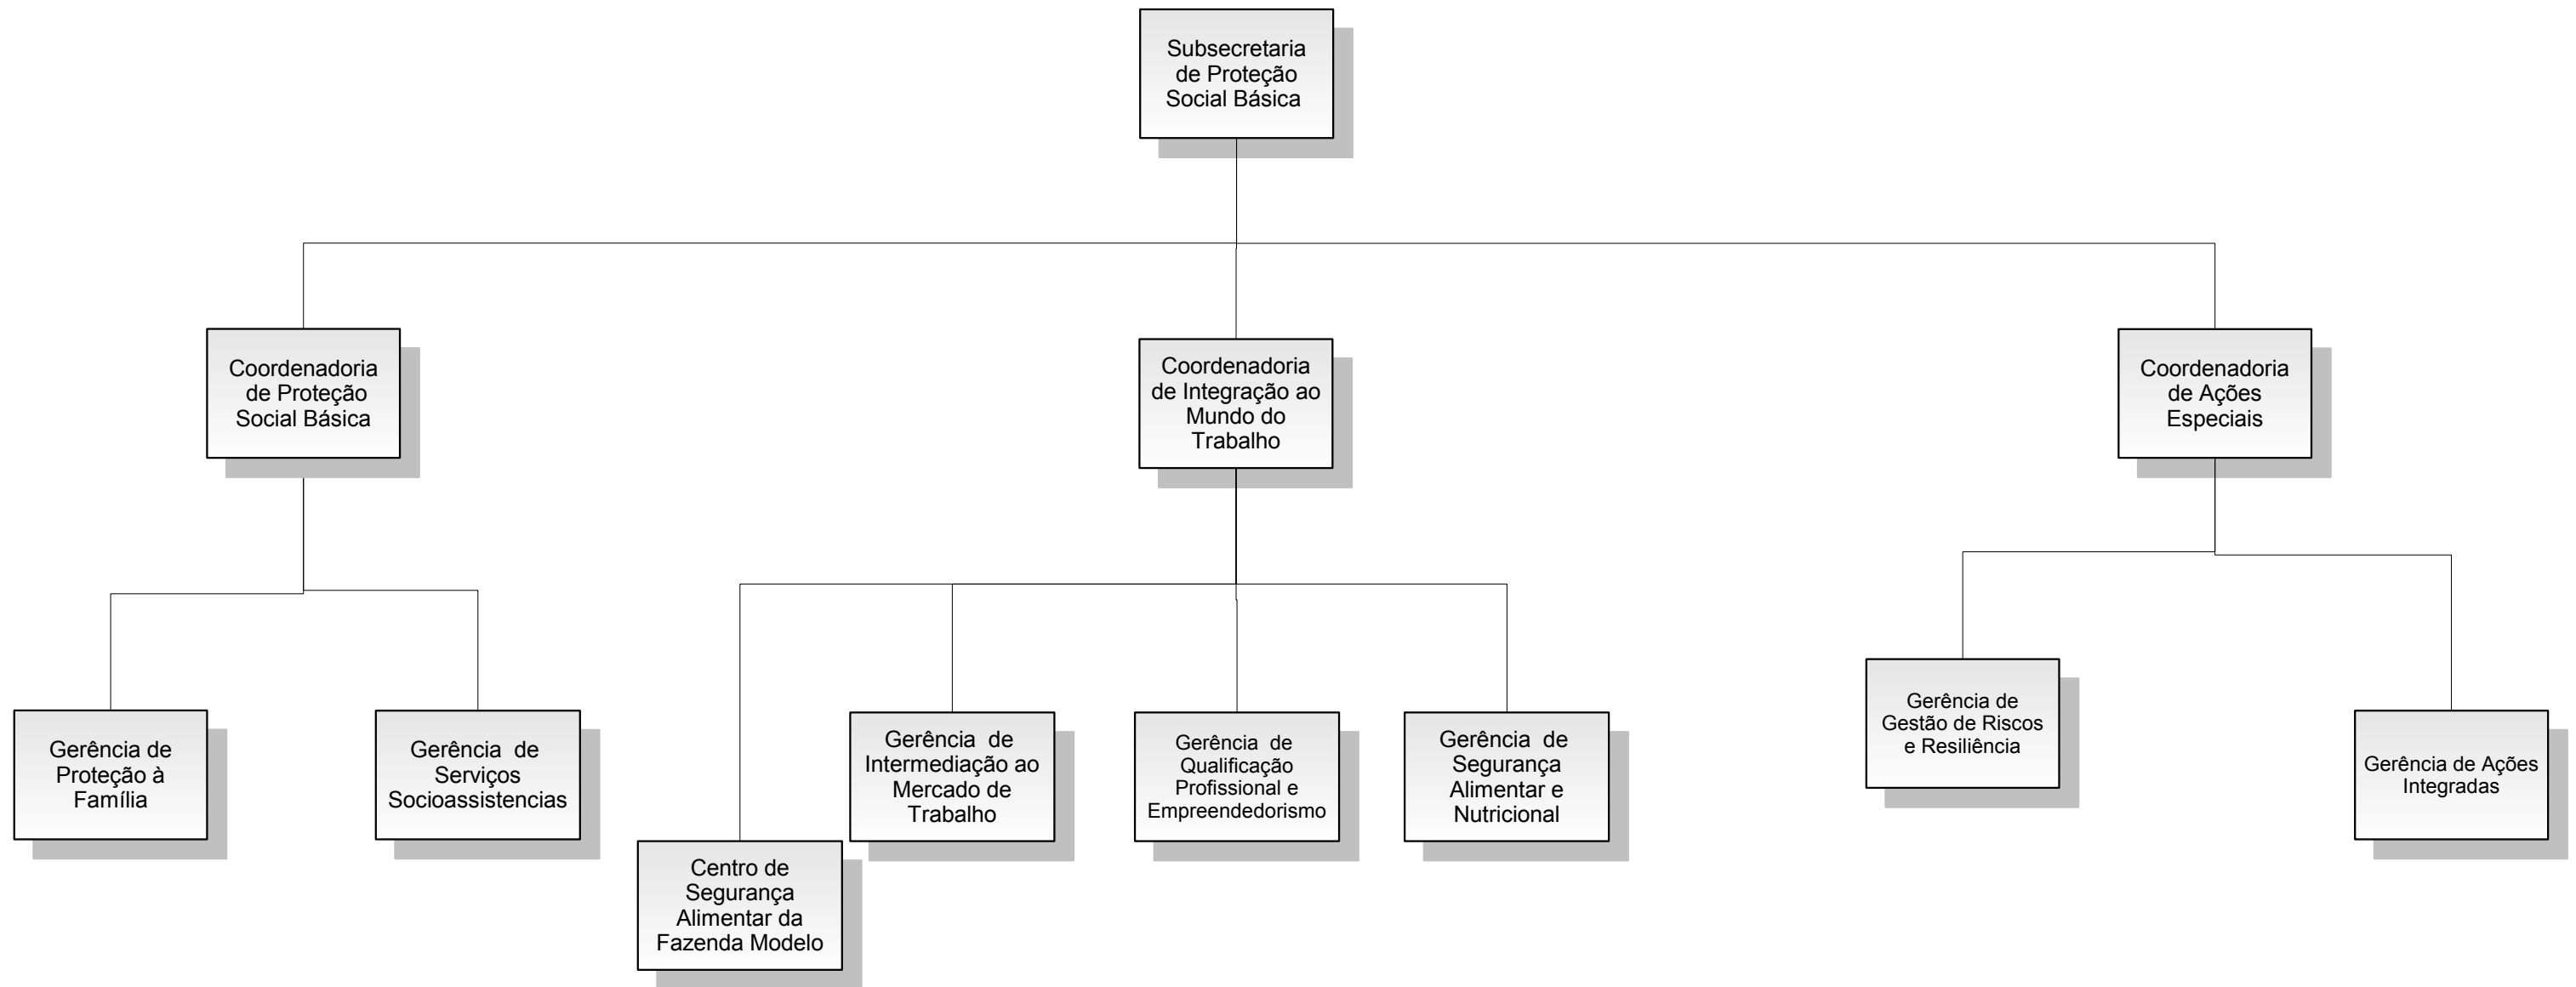 Subsecretaria
de Proteção
Social Básica
Coordenadoria
de Proteção
Social Básica
Coordenadoria
de Integração ao
Mundo do
Trabalho
Coordenadoria
de Ações
Especiais
Gerência de
Proteção à
Família
Gerência de
Serviços
Socioassistencias
Centro de
Segurança
Alimentar da
Fazenda Modelo
Gerência de
Intermediação ao
Mercado de
Trabalho
Gerência de
Qualificação
Profissional e
Empreendedorismo
Gerência de
Segurança
Alimentar e
Nutricional
Gerência de
Gestão de Riscos
e Resiliência
Gerência de Ações
Integradas